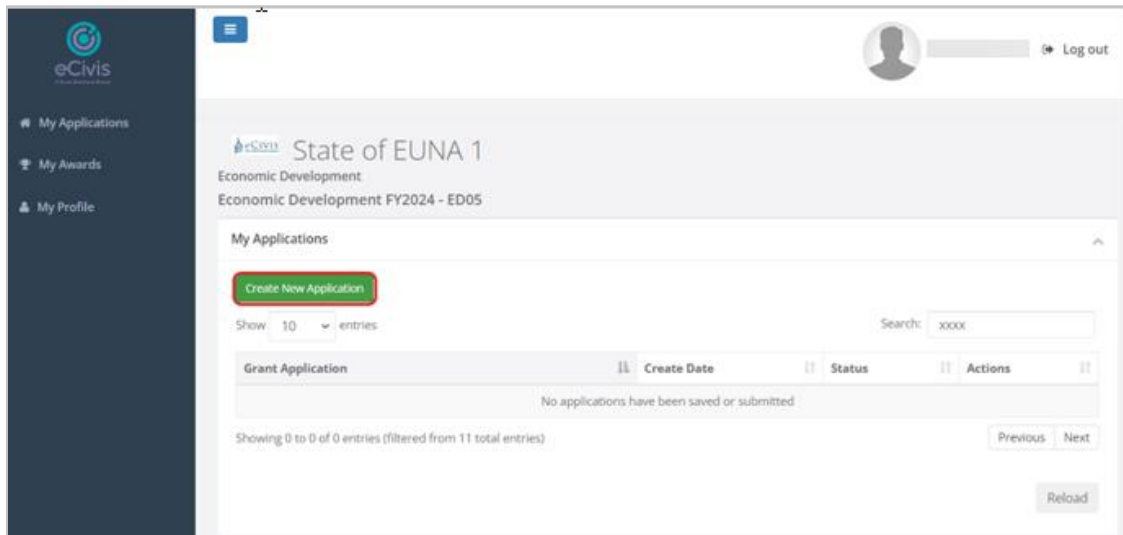 eCivis
Log out
My Applications
My Awards
My Profile
eCivis State of EUNA 1
Economic Development
Economic Development FY2024 - ED05
My Applications
Create New Application
Show 10 entries
Search: xxxx
Grant Application Create Date Status Actions
No applications have been saved or submitted
Showing 0 to 0 of 0 entries (filtered from 11 total entries)
Previous Next
Reload